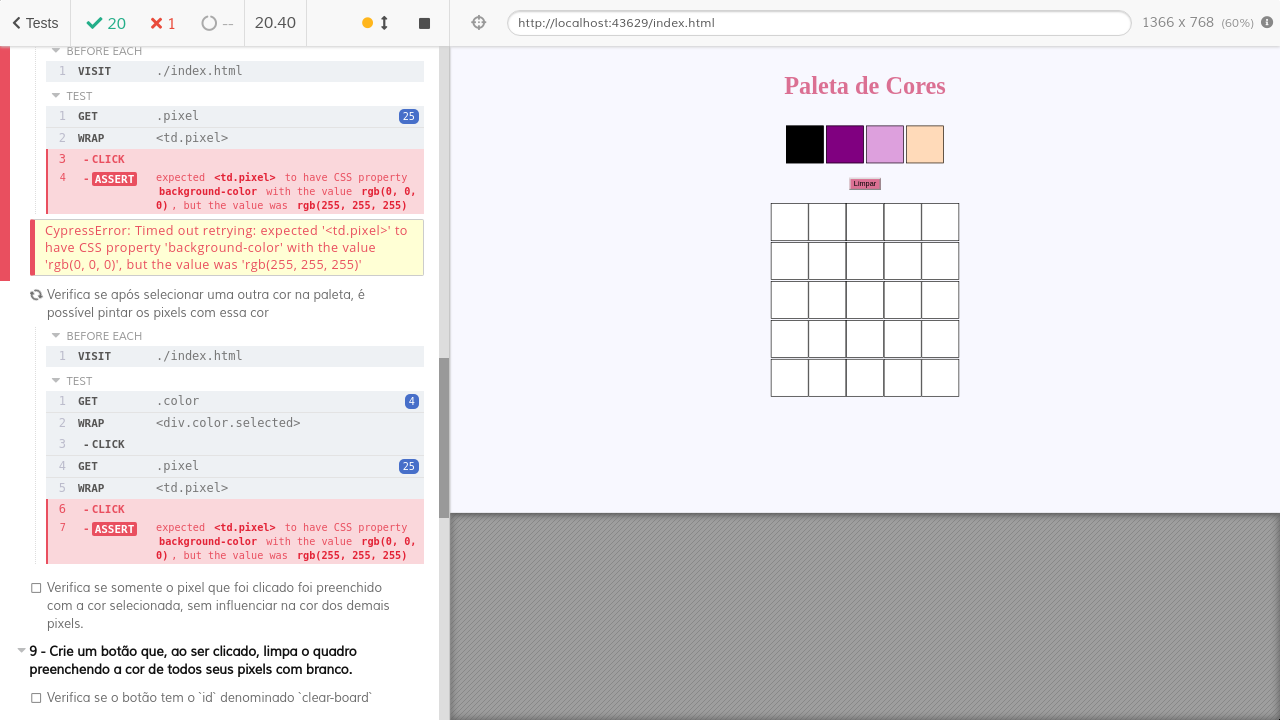 Tests
20
1
--
20.40
http://localhost:43629/index.html
1366 x 768 (60%)
BEFORE EACH
1 VISIT ./index.html
TEST
1 GET .pixel 25
2 WRAP <td.pixel>
3 - CLICK
4 - ASSERT expected <td.pixel> to have CSS property
background-color with the value rgb(0, 0,
0) , but the value was rgb(255, 255, 255)
CypressError: Timed out retrying: expected '<td.pixel>' to
have CSS property 'background-color' with the value
'rgb(0, 0, 0)', but the value was 'rgb(255, 255, 255)'
Verifica se após selecionar uma outra cor na paleta, é
possível pintar os pixels com essa cor
BEFORE EACH
1 VISIT ./index.html
TEST
1 GET .color 4
2 WRAP <div.color.selected>
3 - CLICK
4 GET .pixel 25
5 WRAP <td.pixel>
6 - CLICK
7 - ASSERT expected <td.pixel> to have CSS property
background-color with the value rgb(0, 0,
0) , but the value was rgb(255, 255, 255)
Verifica se somente o pixel que foi clicado foi preenchido
com a cor selecionada, sem influenciar na cor dos demais
pixels.
9 - Crie um botão que, ao ser clicado, limpa o quadro
preenchendo a cor de todos seus pixels com branco.
Verifica se o botão tem o `id` denominado `clear-board`
Paleta de Cores
Limpar